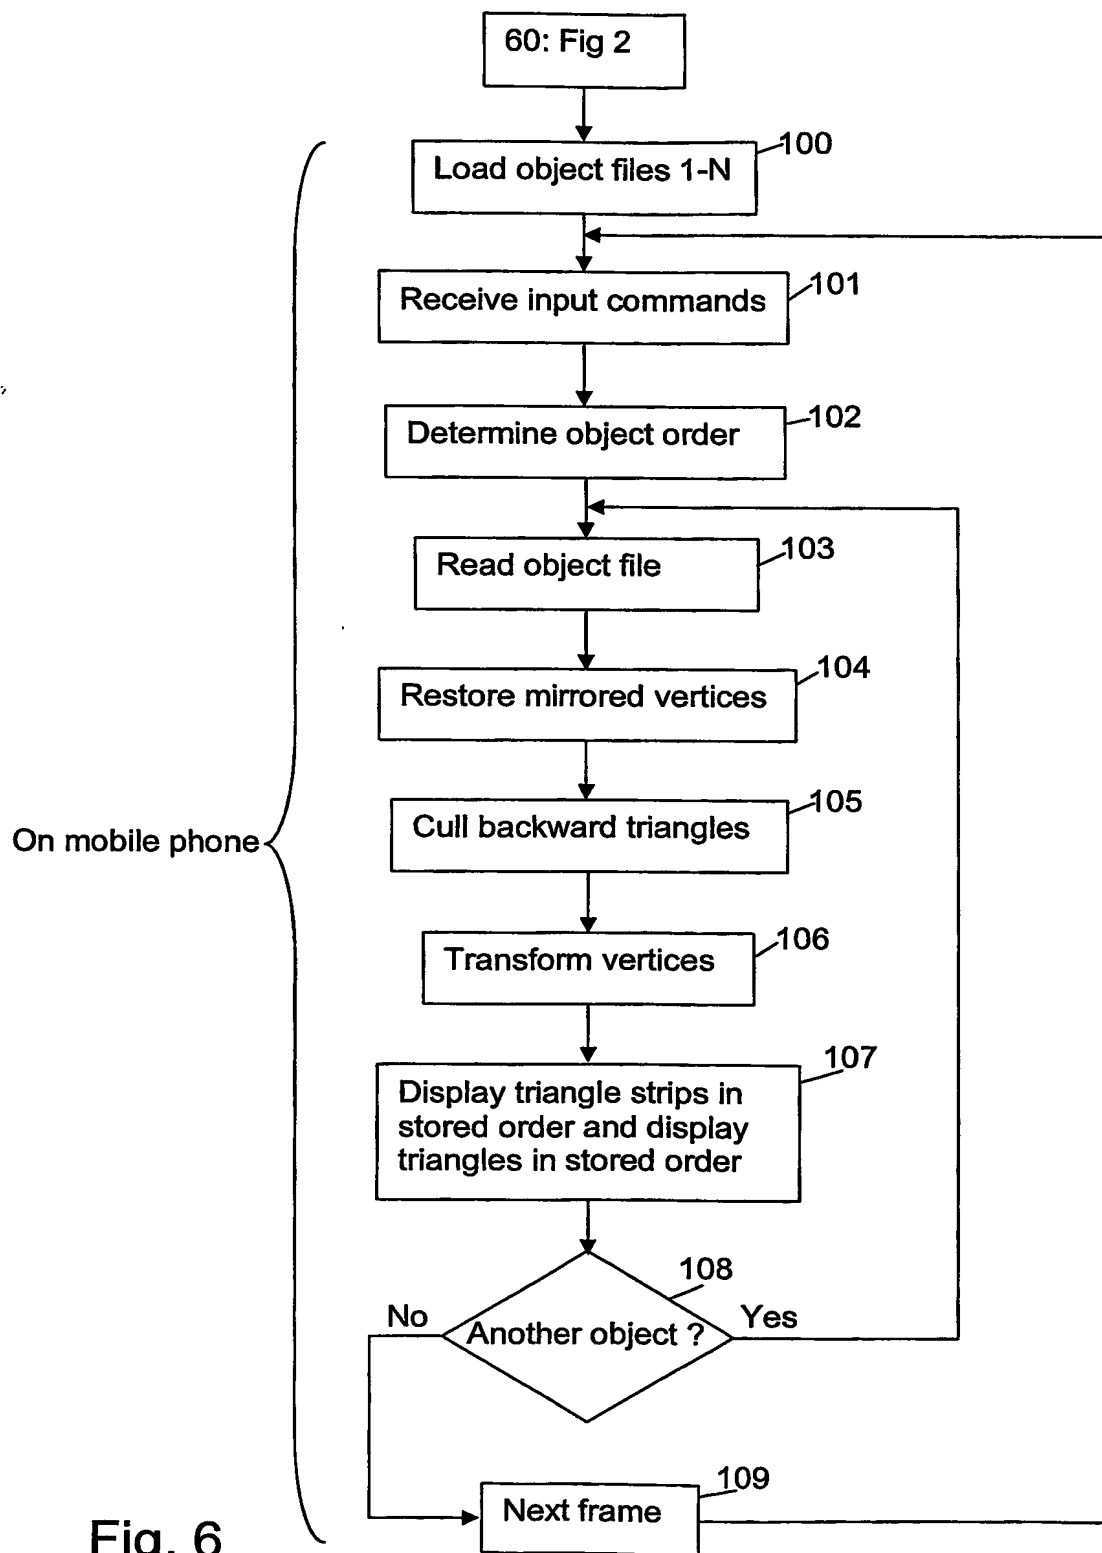 60: Fig 2
100
Load object files 1-N
101
Receive input commands
102
Determine object order
103
Read object file
104
Restore mirrored vertices
105
Cull backward triangles
On mobile phone
106
Transform vertices
107
Display triangle strips in
stored order and display
triangles in stored order
108
No
Another object ?
Yes
109
Next frame
Fig. 6